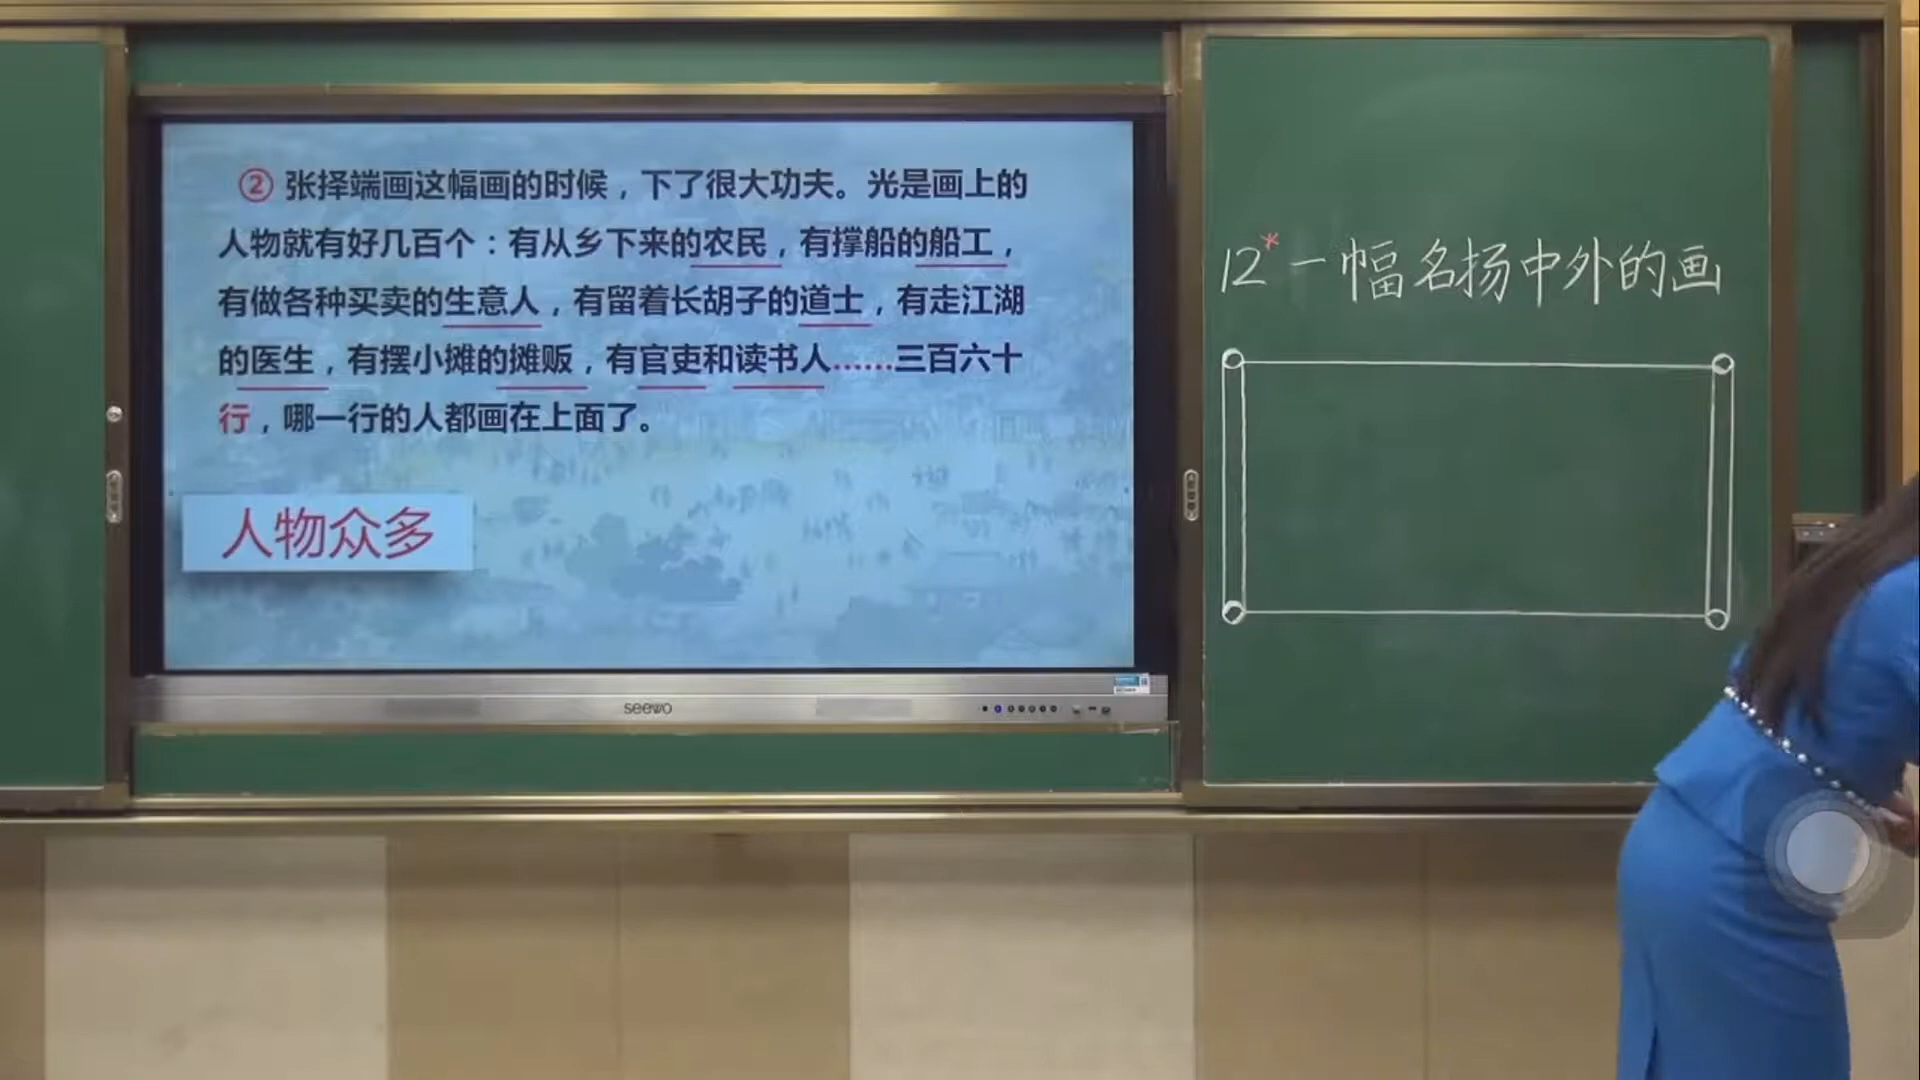 ② 张择端画这幅画的时候，下了很大功夫。光是画上的
人物就有好几百个：有从乡下来的农民，有撑船的船工，
有做各种买卖的生意人，有留着长胡子的道士，有走江湖
的医生，有摆小摊的摊贩，有官吏和读书人……三百六十
行，哪一行的人都画在上面了。
人物众多
seewo
12* 一幅名扬中外的画